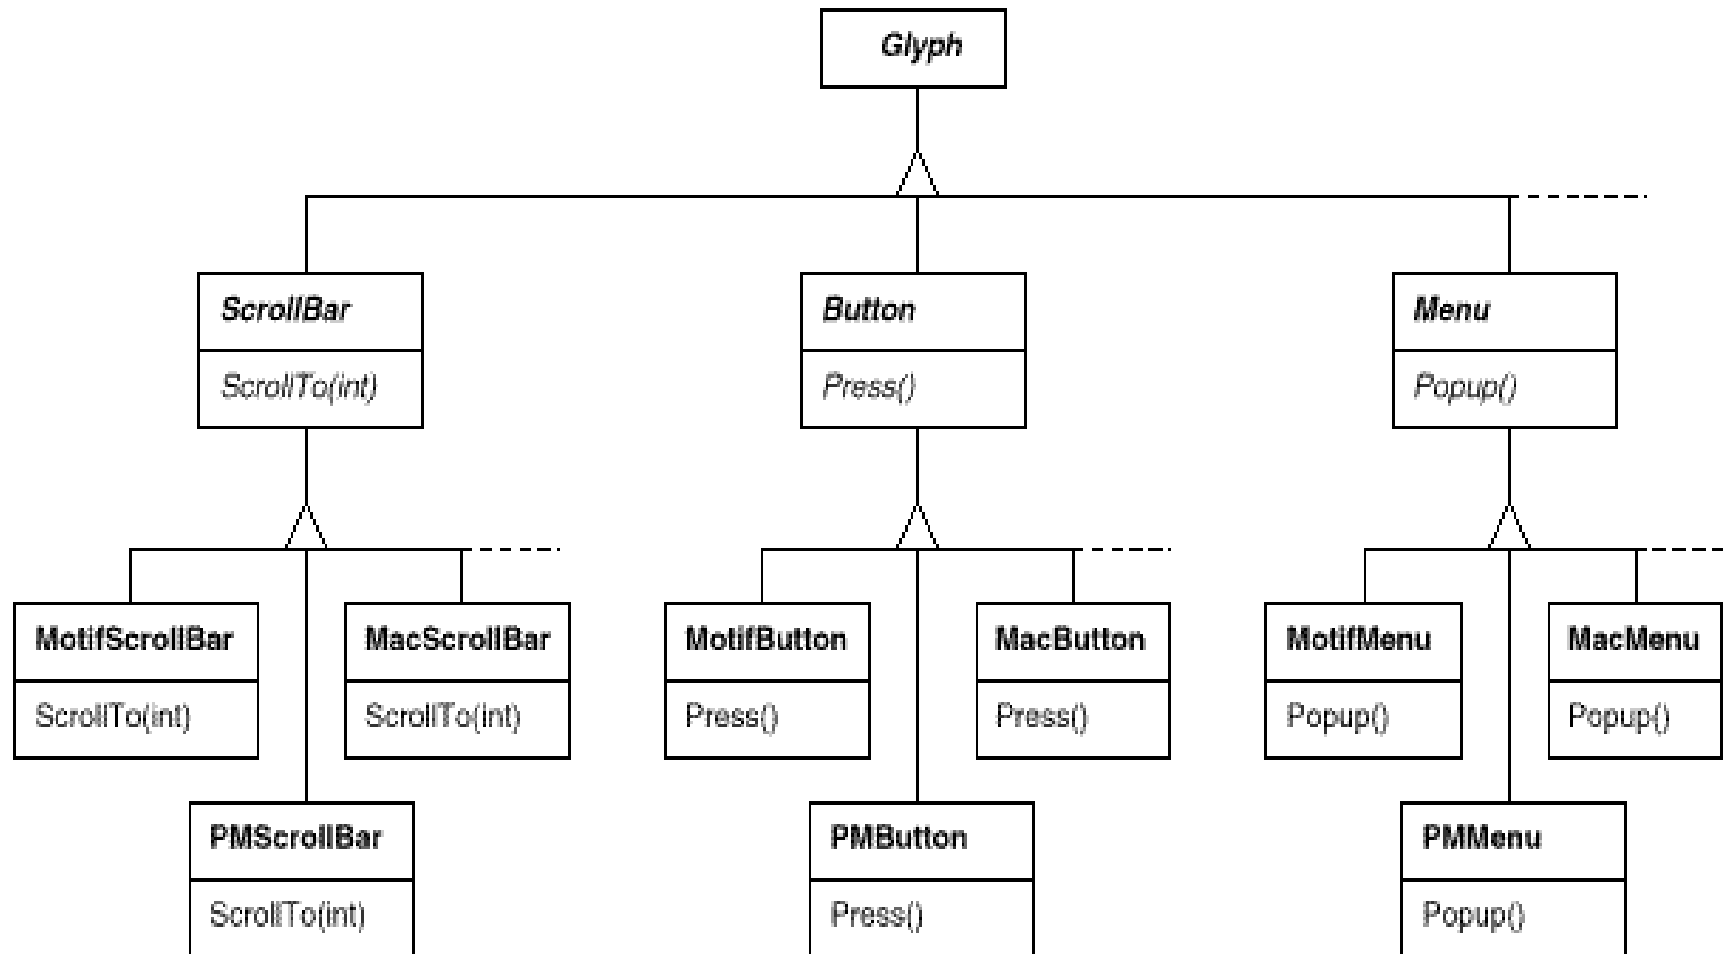 Glyph
ScrollBar
ScrollTo(int)
Button
Press()
Menu
Popup()
MotifScrollBar
ScrollTo(int)
MacScrollBar
ScrollTo(int)
MotifButton
Press()
MacButton
Press()
MotifMenu
Popup()
MacMenu
Popup()
PMScrollBar
ScrollTo(int)
PMButton
Press()
PMMenu
Popup()